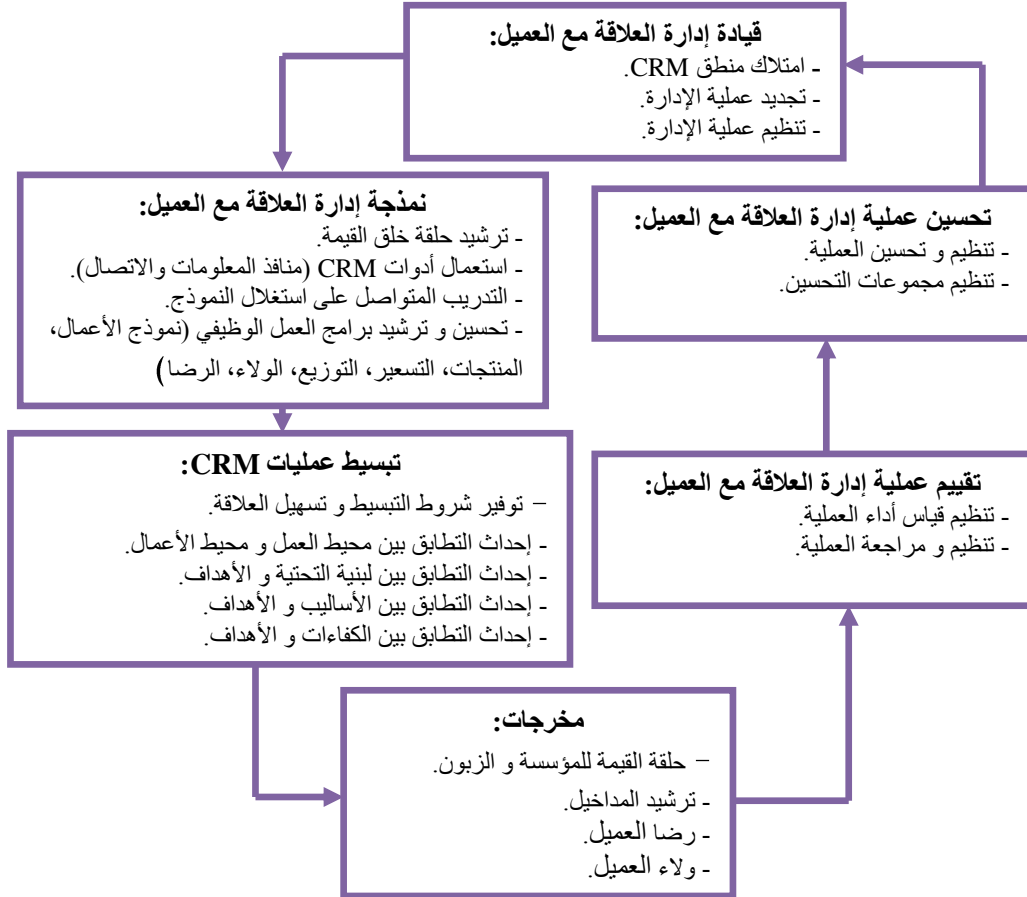 قيادة إدارة العلاقة مع العميل:
- امتلاك منطق CRM.
- تجديد عملية الإدارة.
- تنظيم عملية الإدارة.
نمذجة إدارة العلاقة مع العميل:
- ترشيد حلقة خلق القيمة.
- استعمال أدوات CRM (منافذ المعلومات والاتصال).
- التدريب المتواصل على استغلال النموذج.
- تحسين و ترشيد برامج العمل الوظيفي (نموذج الأعمال،
المنتجات، التسعير، التوزيع، الولاء، الرضا)
تبسيط عمليات CRM:
– توفير شروط التبسيط و تسهيل العلاقة.
- إحداث التطابق بين محيط العمل و محيط الأعمال.
- إحداث التطابق بين لبنية التحتية و الأهداف.
- إحداث التطابق بين الأساليب و الأهداف.
- إحداث التطابق بين الكفاءات و الأهداف.
مخرجات:
– حلقة القيمة للمؤسسة و الزبون.
- ترشيد المداخيل.
- رضا العميل.
- ولاء العميل.
تقييم عملية إدارة العلاقة مع العميل:
- تنظيم قياس أداء العملية.
- تنظيم و مراجعة العملية.
تحسين عملية إدارة العلاقة مع العميل:
- تنظيم و تحسين العملية.
- تنظيم مجموعات التحسين.